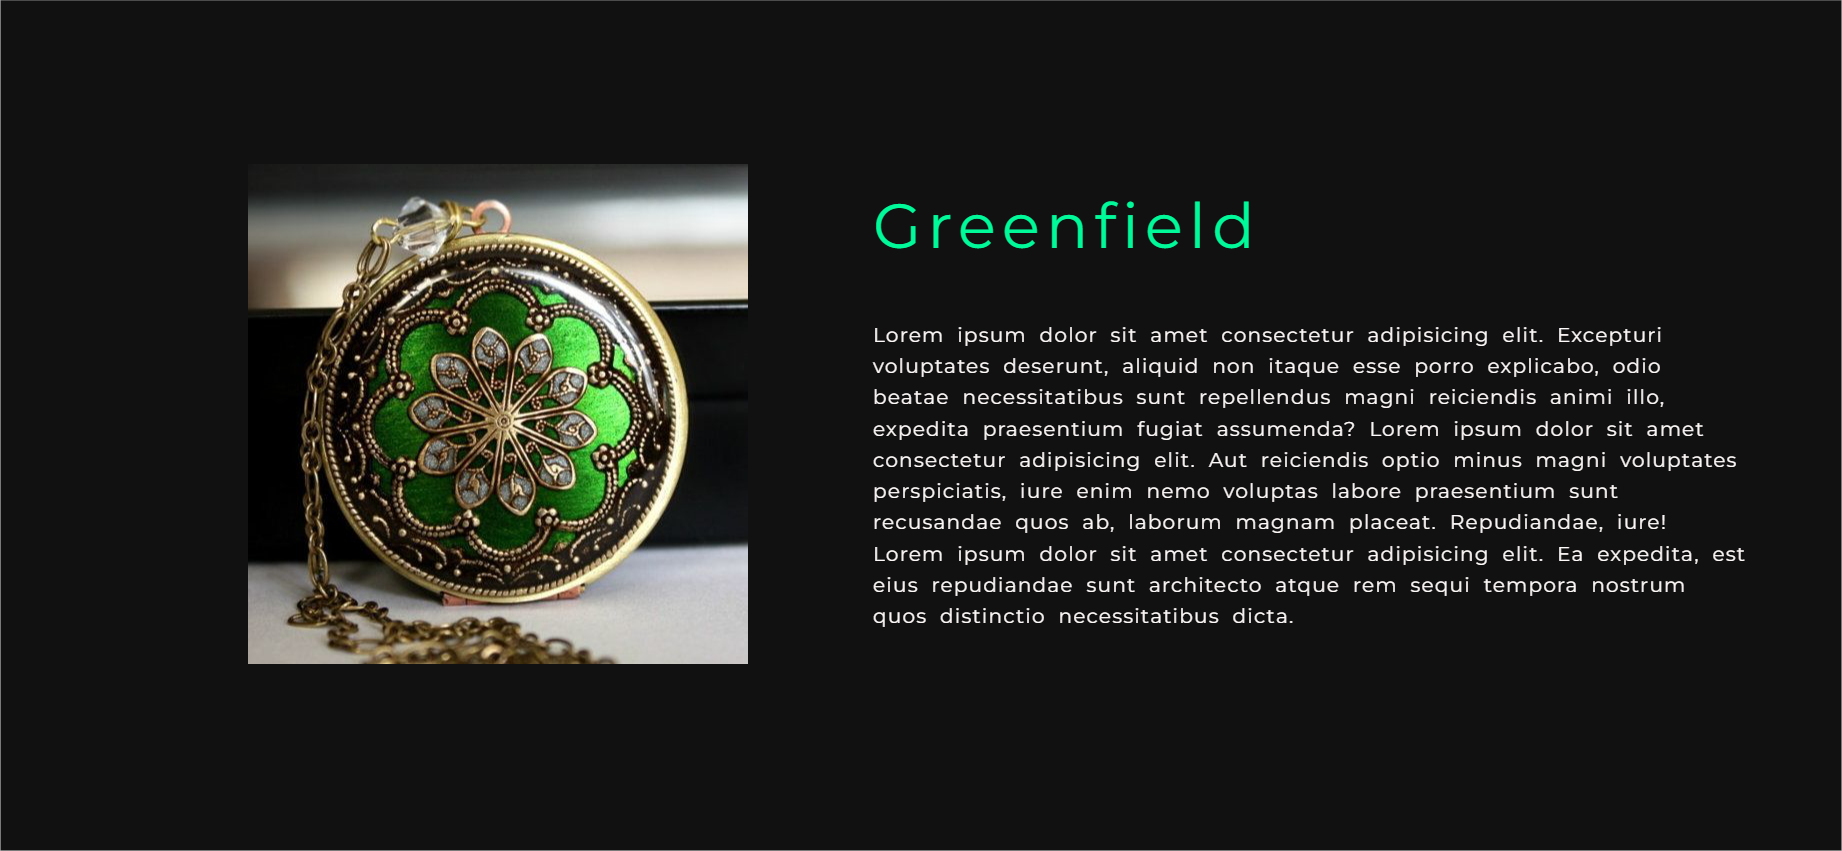 Greenfield
Lorem ipsum dolor sit amet consectetur adipisicing elit. Excepturi
voluptates deserunt, aliquid non itaque esse porro explicabo, odio
beatae necessitatibus sunt repellendus magni reiciendis animi illo,
expedita praesentium fugiat assumenda? Lorem ipsum dolor sit amet
consectetur adipisicing elit. Aut reiciendis optio minus magni voluptates
perspiciatis, iure enim nemo voluptas labore praesentium sunt
recusandae quos ab, laborum magnam placeat. Repudiandae, iure!
Lorem ipsum dolor sit amet consectetur adipisicing elit. Ea expedita, est
eius repudiandae sunt architecto atque rem sequi tempora nostrum
quos distinctio necessitatibus dicta.